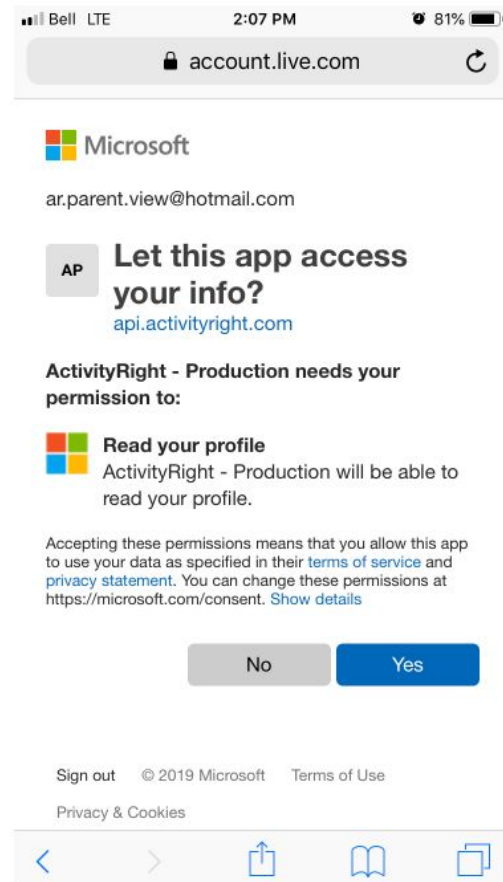 Bell LTE 2:07 PM 81%
account.live.com
Microsoft
ar.parent.view@hotmail.com
AP
Let this app access
your info?
api.activityright.com
ActivityRight - Production needs your
permission to:
Read your profile
ActivityRight - Production will be able to
read your profile.
Accepting these permissions means that you allow this app
to use your data as specified in their terms of service and
privacy statement. You can change these permissions at
https://microsoft.com/consent. Show details
No Yes
Sign out © 2019 Microsoft Terms of Use
Privacy & Cookies